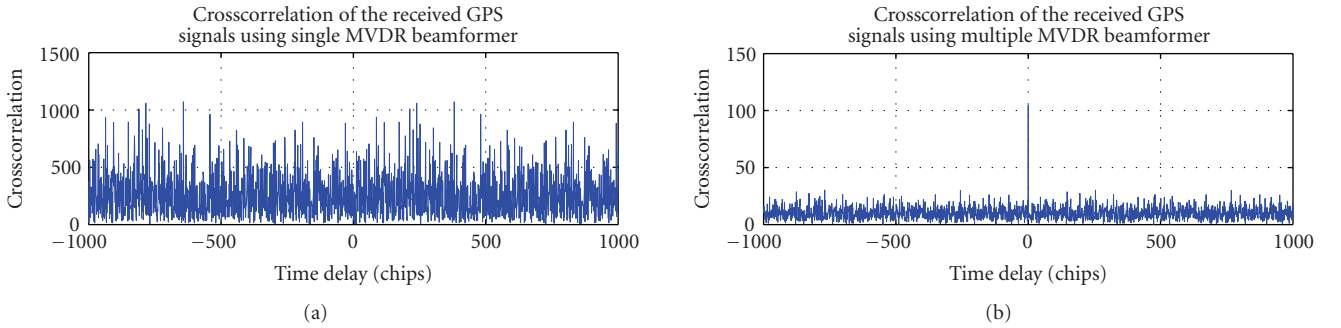 Crosscorrelation of the received GPS
signals using single MVDR beamformer
1500
1000
500
0
Crosscorrelation
−1000
−500
0
500
1000
Time delay (chips)
(a)
Crosscorrelation of the received GPS
signals using multiple MVDR beamformer
150
100
50
0
Crosscorrelation
−1000
−500
0
500
1000
Time delay (chips)
(b)